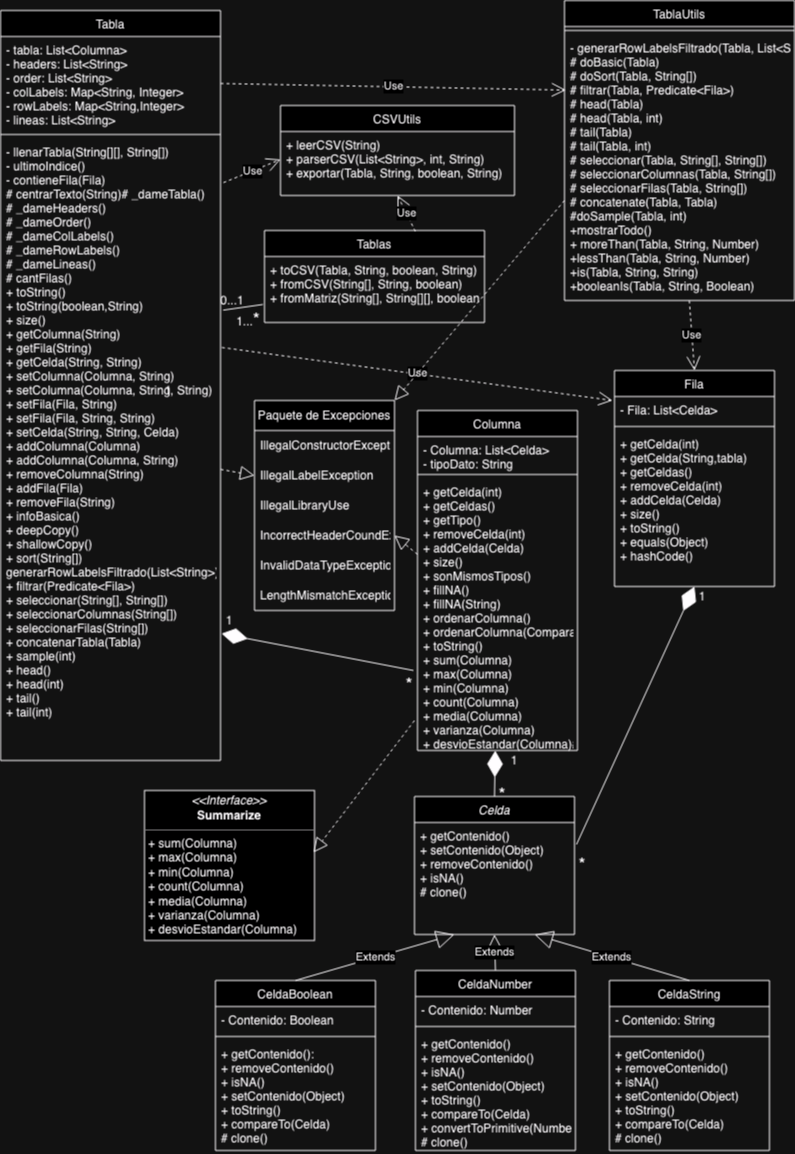 Tabla
- tabla: List<Columna>
- headers: List<String>
- order: List<String>
- colLabels: Map<String, Integer>
- rowLabels: Map<String,Integer>
- lineas: List<String>
- llenarTabla(String[][], String[])
- ultimoIndice()
- contieneFila(Fila)
# centrarTexto(String)# _dameTabla()
# _dameHeaders()
# _dameOrder()
# _dameColLabels()
# _dameRowLabels()
# _dameLineas()
# cantFilas()
+ toString()
+ toString(boolean,String)
+ size()
+ getColumna(String)
+ getFila(String)
+ getCelda(String, String)
+ setColumna(Columna, String)
+ setColumna(Columna, String, String)
+ setFila(Fila, String)
+ setFila(Fila, String, String)
+ setCelda(String, String, Celda)
+ addColumna(Columna)
+ addColumna(Columna, String)
+ removeColumna(String)
+ addFila(Fila)
+ removeFila(String)
+ infoBasica()
+ deepCopy()
+ shallowCopy()
+ sort(String[])
generarRowLabelsFiltrado(List<String>
+ filtrar(Predicate<Fila>)
+ seleccionar(String[], String[])
+ seleccionarColumnas(String[])
+ seleccionarFilas(String[])
+ concatenarTabla(Tabla)
+ sample(int)
+ head()
+ head(int)
+ tail()
+ tail(int)
TablaUtils
- generarRowLabelsFiltrado(Tabla, List<S
# doBasic(Tabla)
# doSort(Tabla, String[])
# filtrar(Tabla, Predicate<Fila>)
# head(Tabla)
# head(Tabla, int)
# tail(Tabla)
# tail(Tabla, int)
# seleccionar(Tabla, String[], String[])
# seleccionarColumnas(Tabla, String[])
# seleccionarFilas(Tabla, String[])
# concatenate(Tabla, Tabla)
#doSample(Tabla, int)
+mostrarTodo()
+ moreThan(Tabla, String, Number)
+lessThan(Tabla, String, Number)
+is(Tabla, String, String)
+booleanIs(Tabla, String, Boolean)
Use
CSVUtils
+ leerCSV(String)
+ parserCSV(List<String>, int, String)
+ exportar(Tabla, String, boolean, String)
Use
Use
Tablas
+ toCSV(Tabla, String, boolean, String)
+ fromCSV(String[], String, boolean)
+ fromMatriz(String[], String[][], boolean
0...1
1...*
Use
Use
Fila
- Fila: List<Celda>
+ getCelda(int)
+ getCelda(String,tabla)
+ getCeldas()
+ removeCelda(int)
+ addCelda(Celda)
+ size()
+ toString()
+ equals(Object)
+ hashCode()
Paquete de Excepciones
IllegalConstructorExcept
IllegalLabelException
IllegalLibraryUse
IncorrectHeaderCoundE
InvalidDataTypeExceptic
LengthMismatchExceptic
Columna
- Columna: List<Celda>
- tipoDato: String
+ getCelda(int)
+ getCeldas()
+ getTipo()
+ removeCelda(int)
+ addCelda(Celda)
+ size()
+ sonMismosTipos()
+ fillNA()
+ fillNA(String)
+ ordenarColumna()
+ ordenarColumna(Compara
+ toString()
+ sum(Columna)
+ max(Columna)
+ min(Columna)
+ count(Columna)
+ media(Columna)
+ varianza(Columna)
+ desvioEstandar(Columna)
1
*
1
*
1
*
<<Interface>>
Summarize
+ sum(Columna)
+ max(Columna)
+ min(Columna)
+ count(Columna)
+ media(Columna)
+ varianza(Columna)
+ desvioEstandar(Columna)
Celda
+ getContenido()
+ setContenido(Object)
+ removeContenido()
+ isNA()
# clone()
Extends
Extends
Extends
CeldaBoolean
- Contenido: Boolean
+ getContenido():
+ removeContenido()
+ isNA()
+ setContenido(Object)
+ toString()
+ compareTo(Celda)
# clone()
CeldaNumber
- Contenido: Number
+ getContenido()
+ removeContenido()
+ isNA()
+ setContenido(Object)
+ toString()
+ compareTo(Celda)
+ convertToPrimitive(Numbe
# clone()
CeldaString
- Contenido: String
+ getContenido()
+ removeContenido()
+ isNA()
+ setContenido(Object)
+ toString()
+ compareTo(Celda)
# clone()